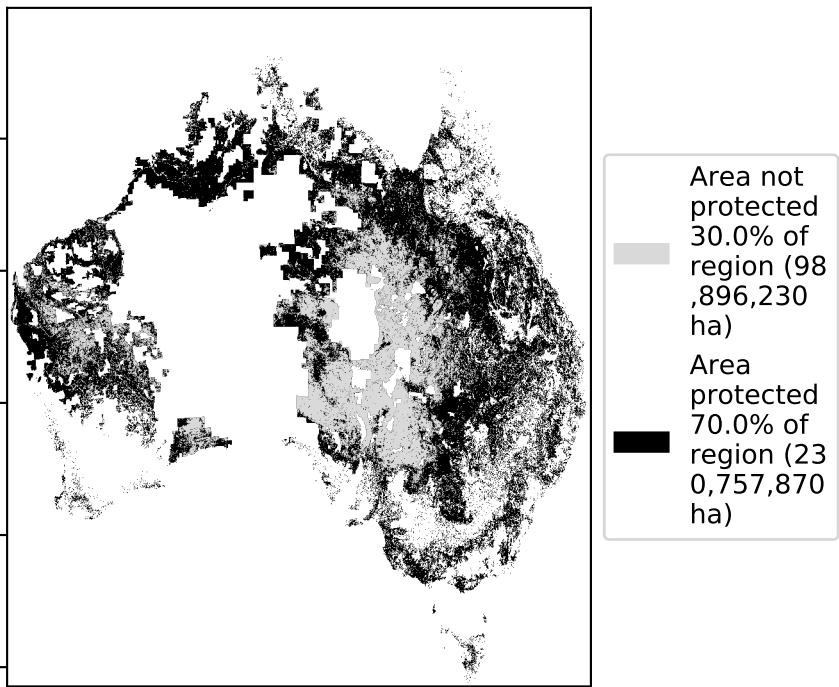 Area not
protected
30.0% of
region (98
,896,230
ha)
Area
protected
70.0% of
region (23
0,757,870
ha)